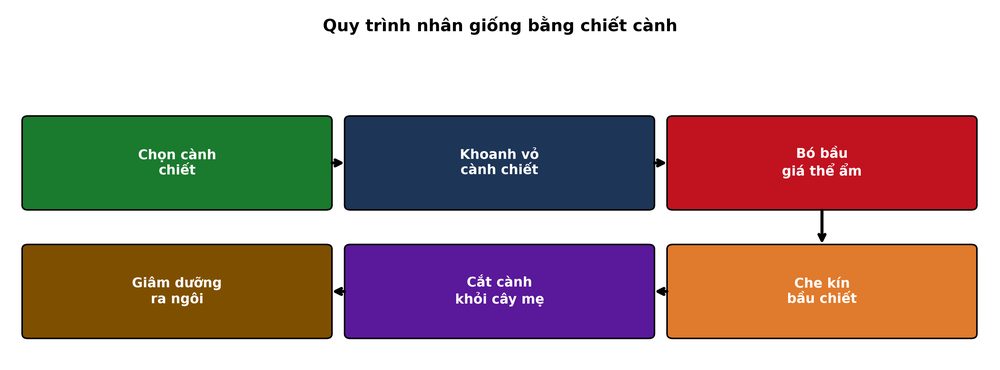 Quy trình nhân giống bằng chiết cành
Chọn cành
chiết
Khoanh vỏ
cành chiết
Bó bầu
giá thể ẩm
Che kín
bầu chiết
Cắt cành
khỏi cây mẹ
Giâm dưỡng
ra ngôi